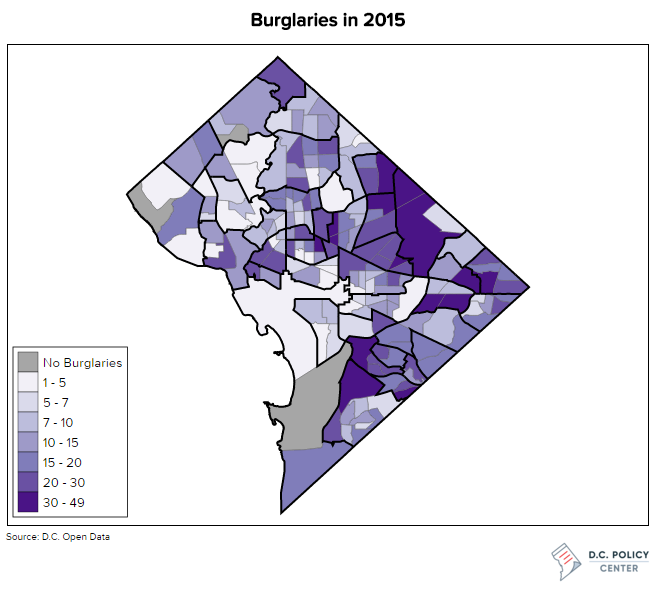 Burglaries in 2015
No Burglaries
1 - 5
5 - 7
7 - 10
10 - 15
15 - 20
20 - 30
30 - 49
Source: D.C. Open Data
D.C. POLICY
CENTER